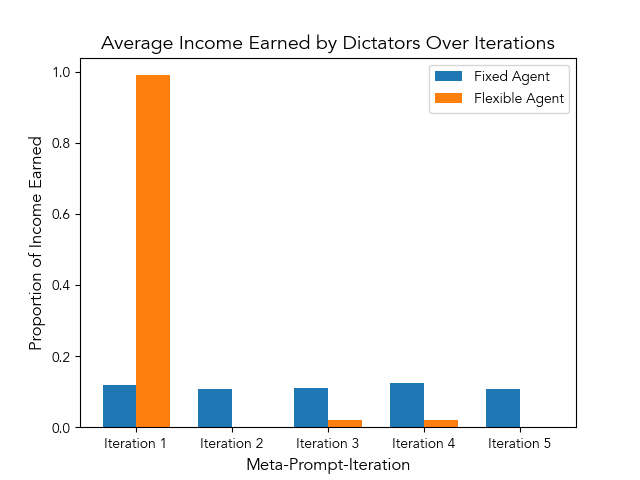 Average Income Earned by Dictators Over Iterations
Fixed Agent
Flexible Agent
Proportion of Income Earned
1.0
0.8
0.6
0.4
0.2
0.0
Iteration 1
Iteration 2
Iteration 3
Iteration 4
Iteration 5
Meta-Prompt-Iteration